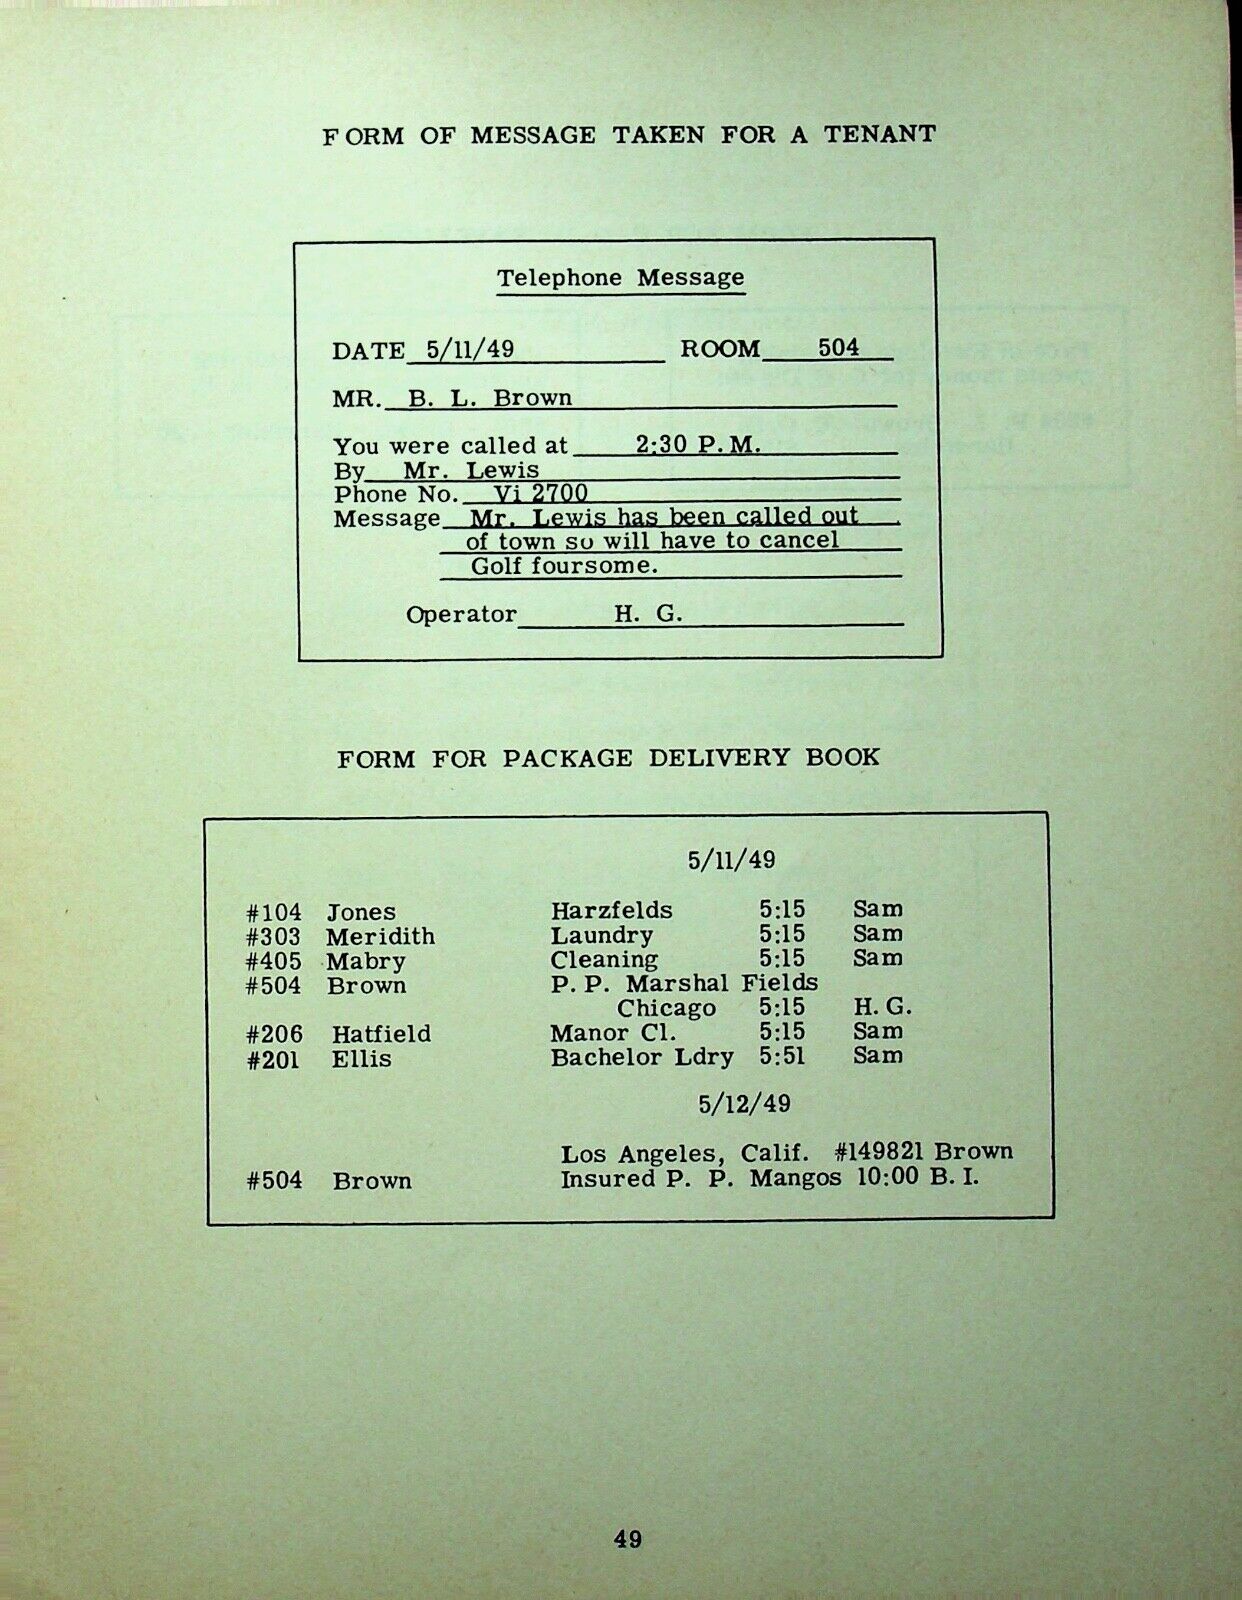 FORM OF MESSAGE TAKEN FOR A TENANT
Telephone Message
DATE 5/11/49 ROOM 504
MR. B. L. Brown
You were called at 2:30 P.M.
By Mr. Lewis
Phone No. Vi 2700
Message Mr. Lewis has been called out
of town so will have to cancel
Golf foursome.
Operator H. G.
FORM FOR PACKAGE DELIVERY BOOK
5/11/49
#104 Jones Harzfelds 5:15 Sam
#303 Meridith Laundry 5:15 Sam
#405 Mabry Cleaning 5:15 Sam
#504 Brown P. P. Marshal Fields
Chicago 5:15 H. G.
#206 Hatfield Manor Cl. 5:15 Sam
#201 Ellis Bachelor Ldry 5:51 Sam
5/12/49
Los Angeles, Calif. #149821 Brown
#504 Brown Insured P. P. Mangos 10:00 B. I.
49